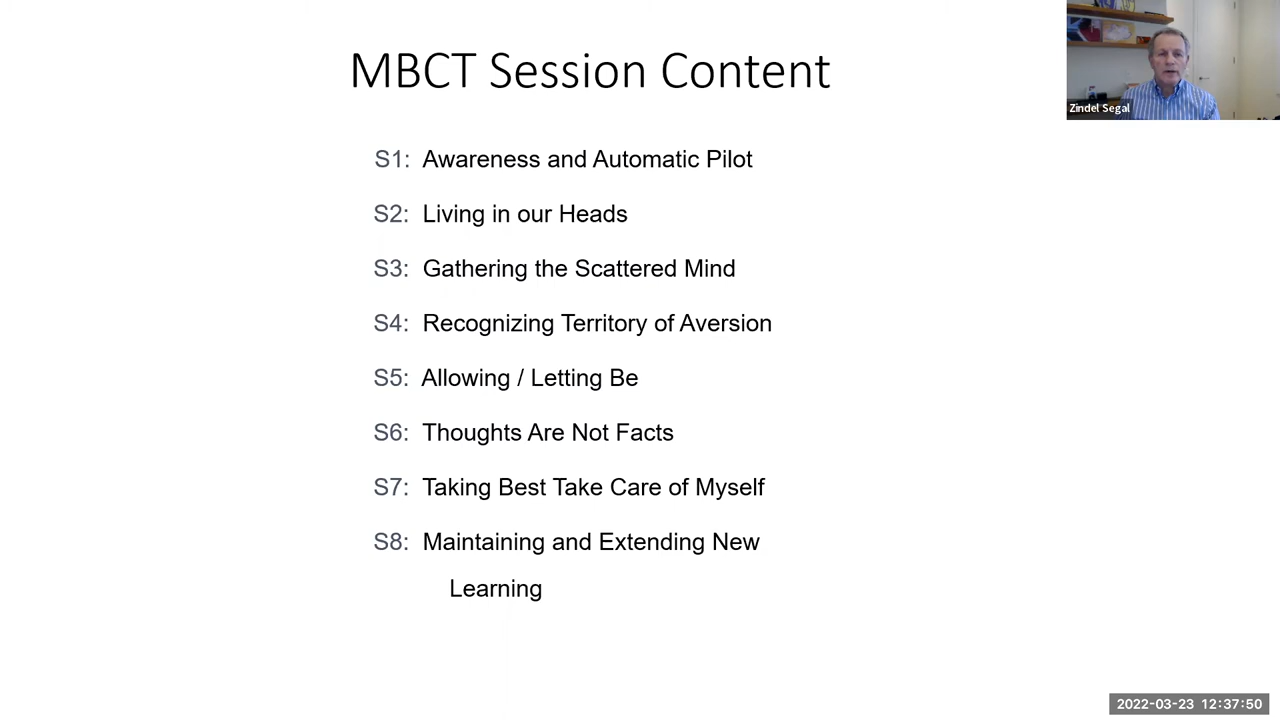 MBCT Session Content
Zindel Segal
S1: Awareness and Automatic Pilot
S2: Living in our Heads
S3: Gathering the Scattered Mind
S4: Recognizing Territory of Aversion
S5: Allowing / Letting Be
S6: Thoughts Are Not Facts
S7: Taking Best Take Care of Myself
S8: Maintaining and Extending New
Learning
2022-03-23 12:37:50